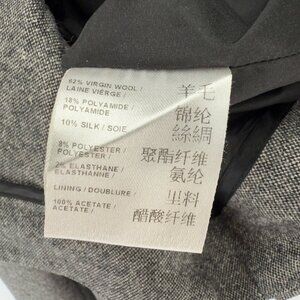 62% VIRGIN WOOL /
LAINE VIERGE /
羊毛
18% POLYAMIDE /
POLYAMIDE /
锦纶
10% SILK / SOIE
絲綢
8% POLYESTER /
POLYESTER /
聚酯纤维
2% ELASTHANE /
ELASTHANNE /
氨纶
LINING / DOUBLURE /
里料
100% ACETATE /
ACETATE /
醋酸纤维